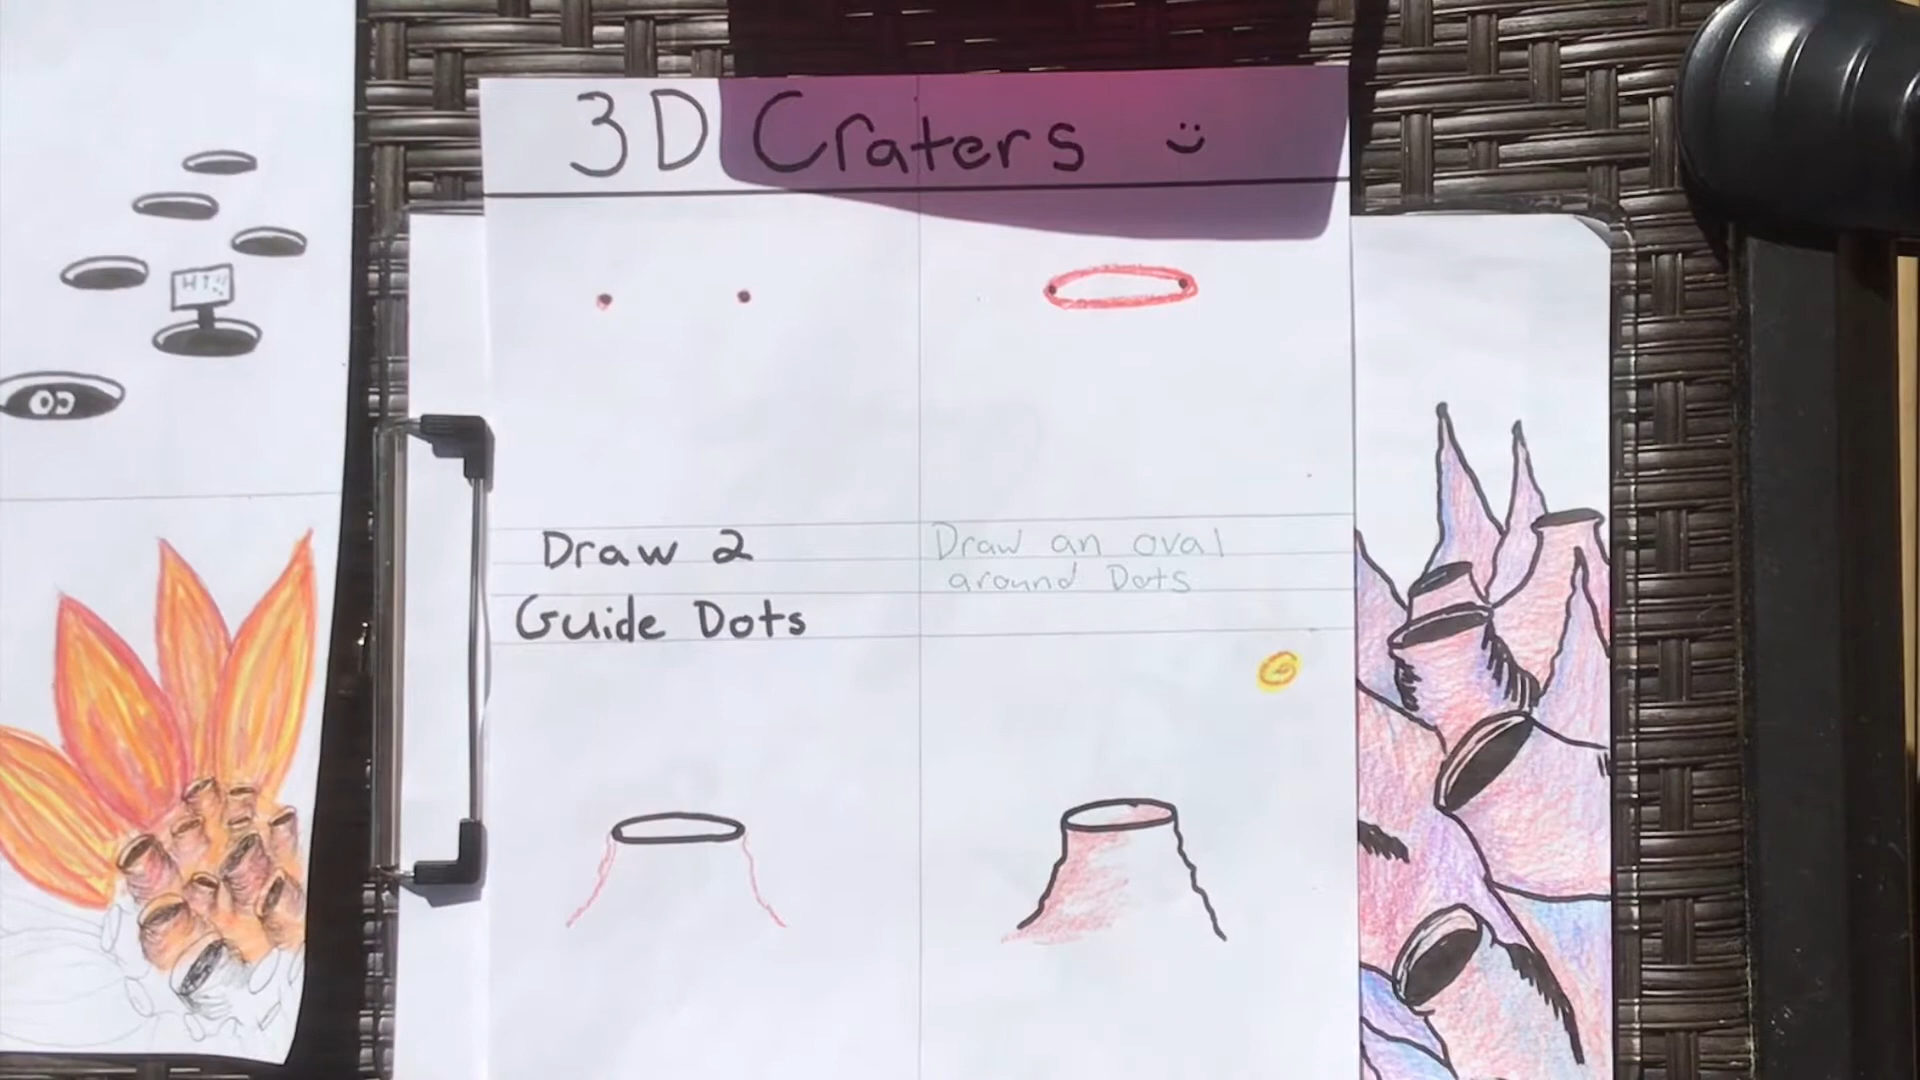 3D Craters
HI
Draw 2
Guide Dots
Draw an oval
around Dots